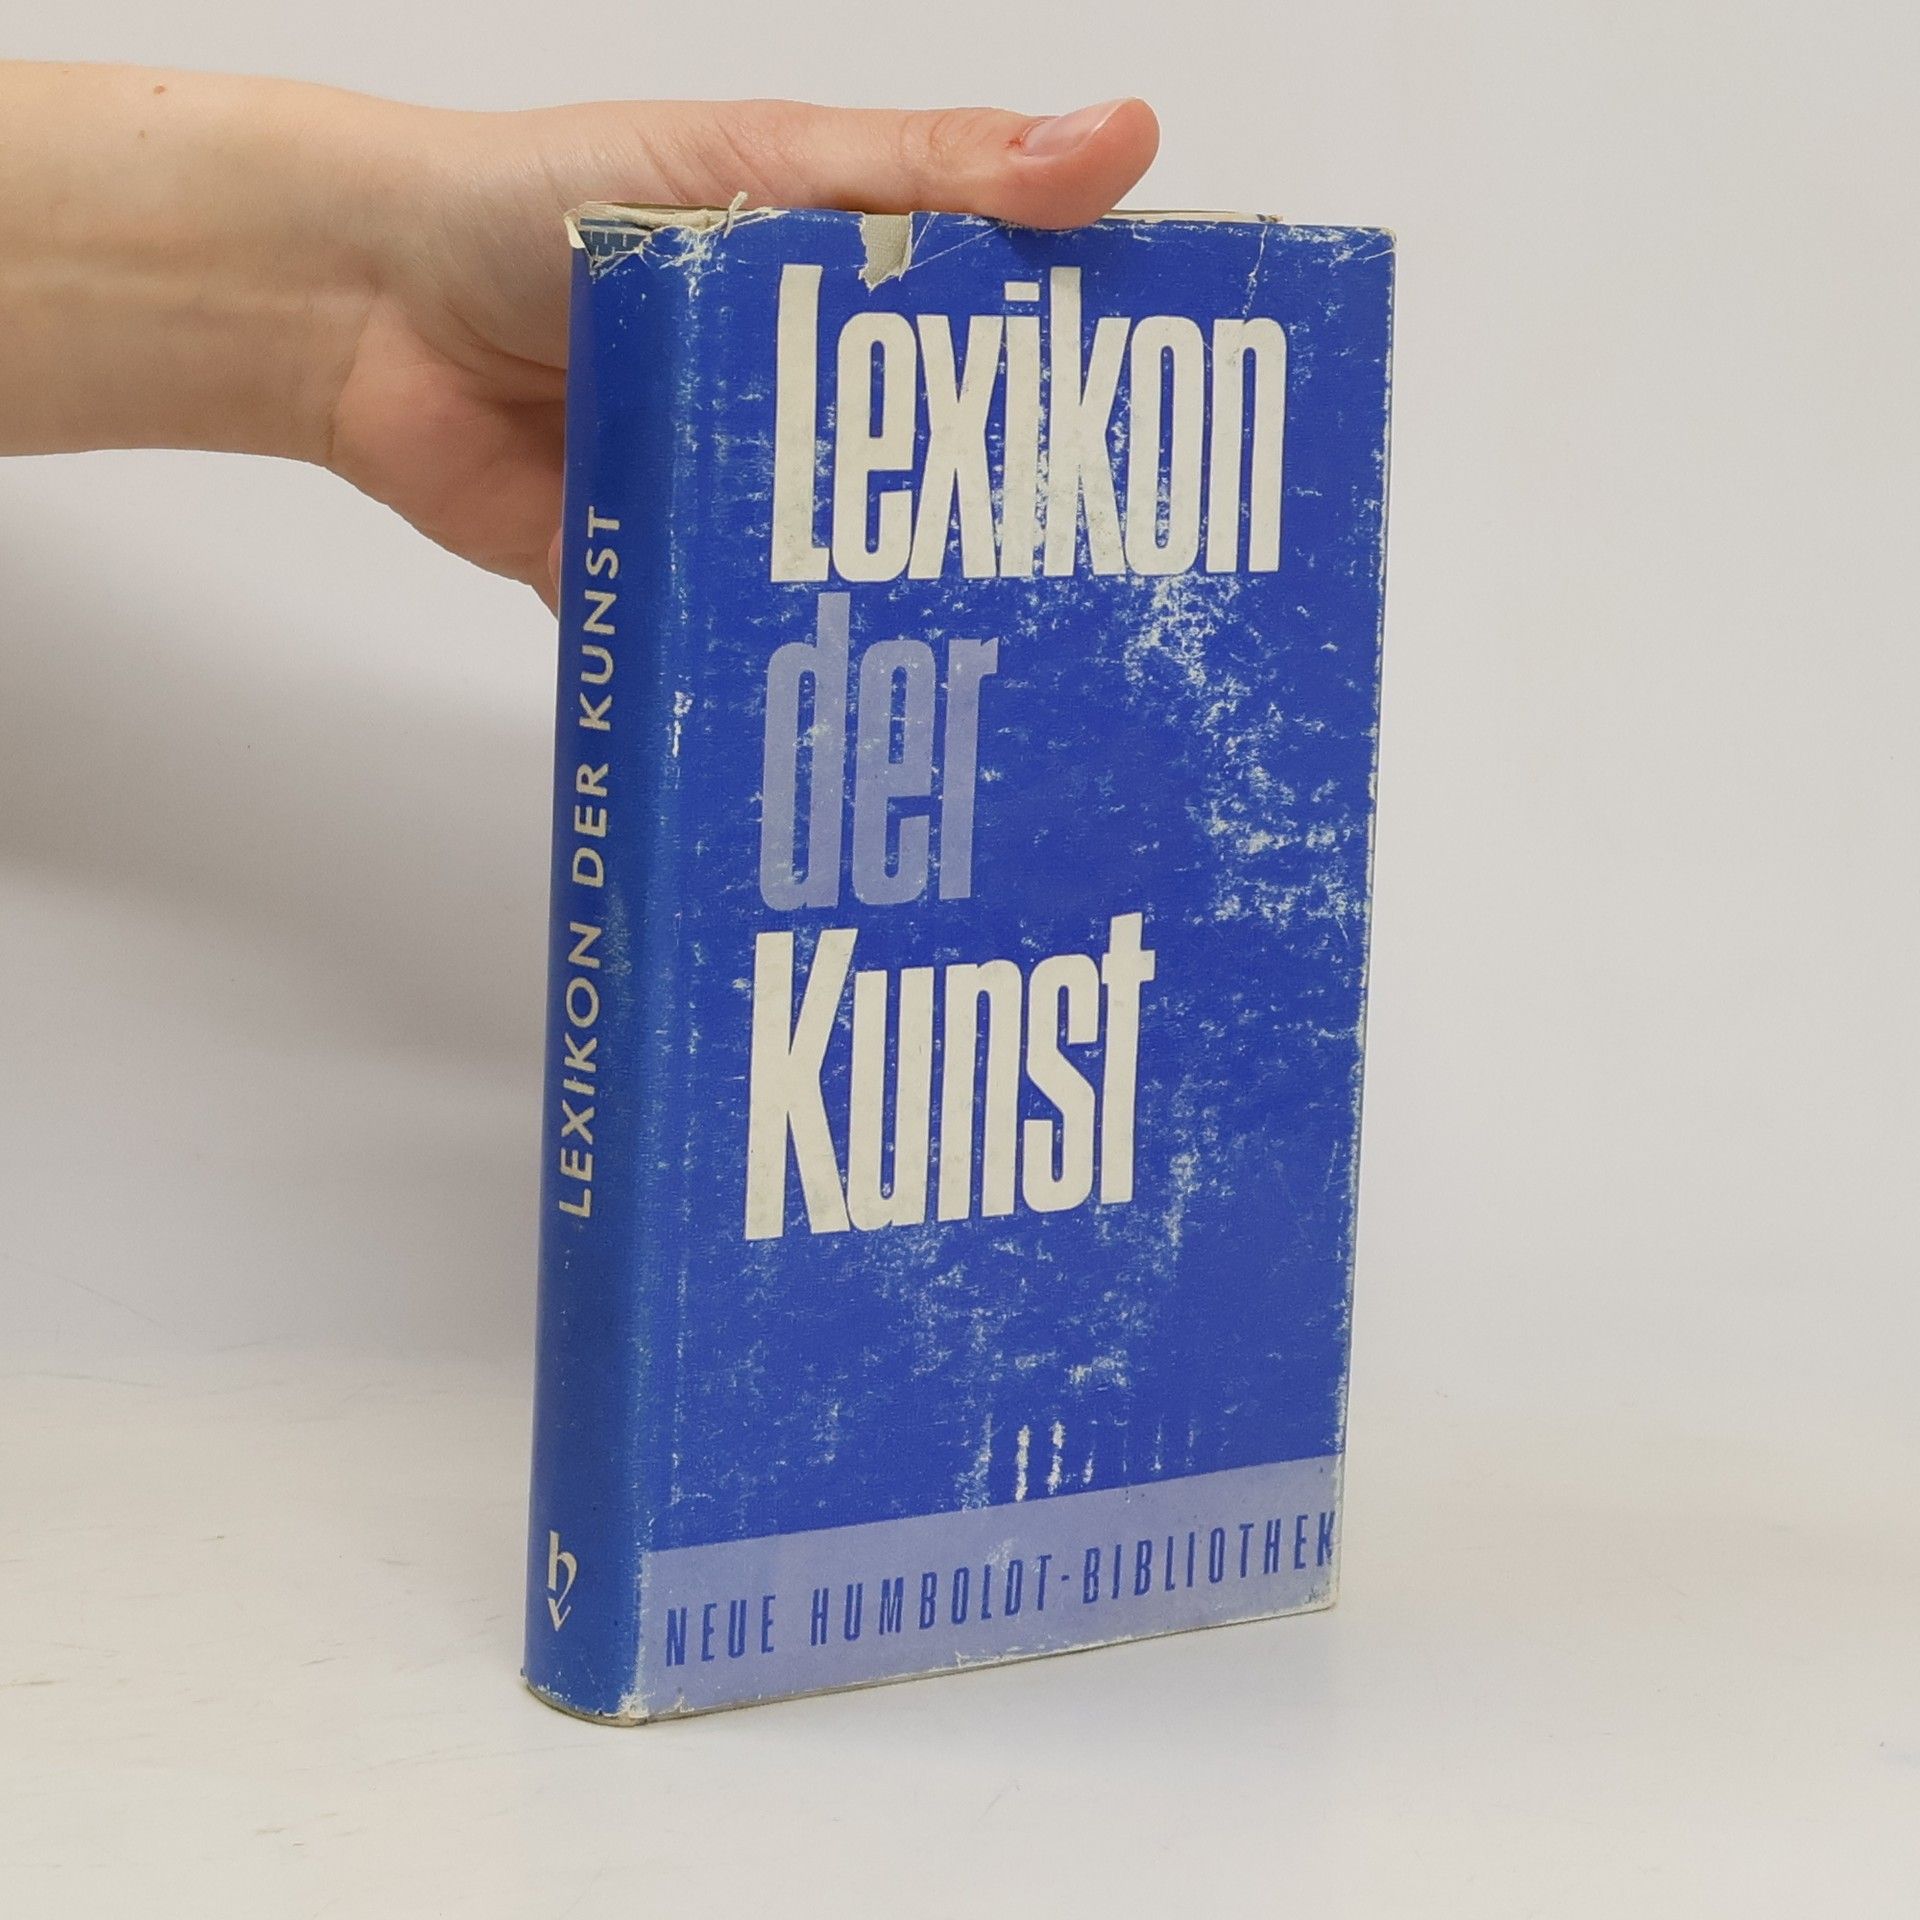 Lexikon
der
Kunst
NEUE HUMBOLDT-BIBLIOTHEK
LEXIKON DER KUNST
hv